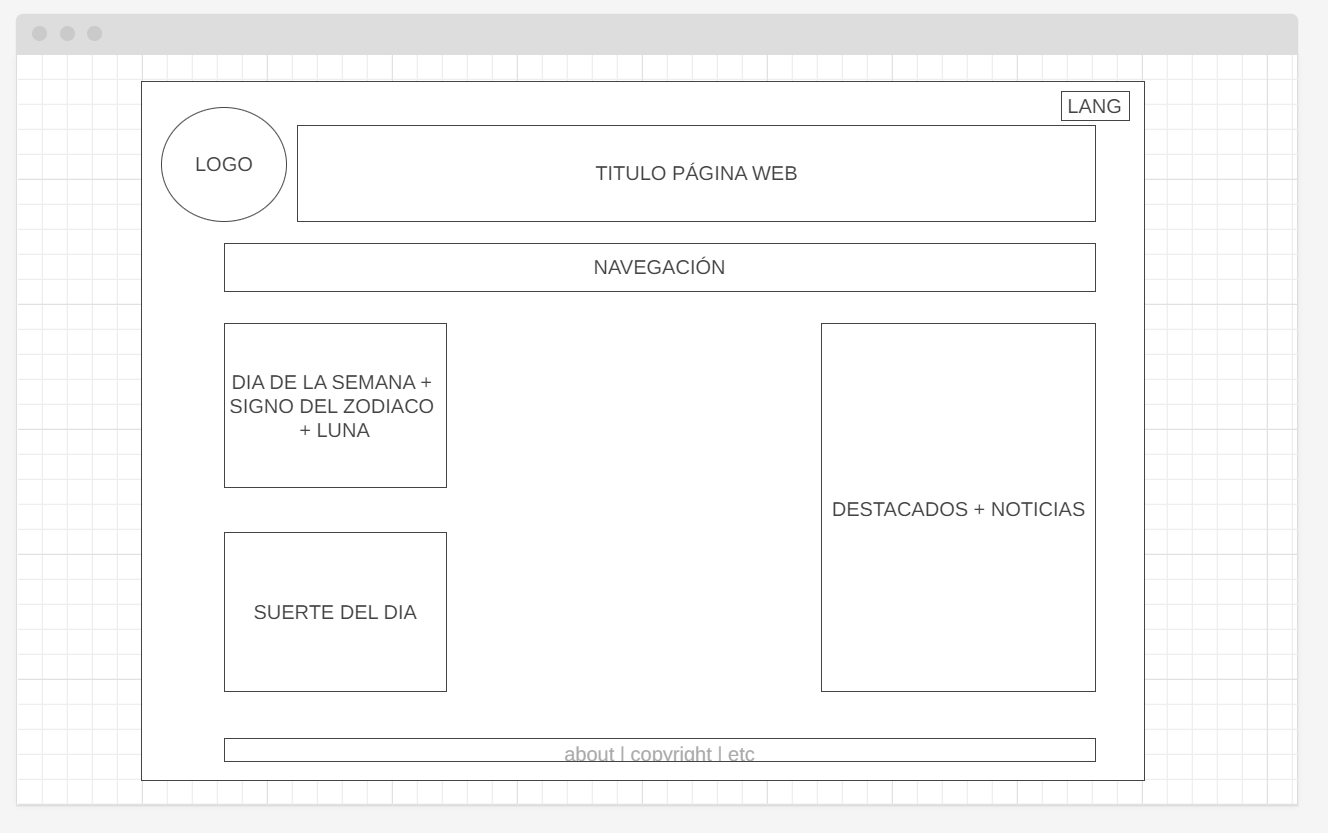 LANG
LOGO
TITULO PÁGINA WEB
NAVEGACIÓN
DIA DE LA SEMANA +
SIGNO DEL ZODIACO
+ LUNA
SUERTE DEL DIA
DESTACADOS + NOTICIAS
about | copyright | etc